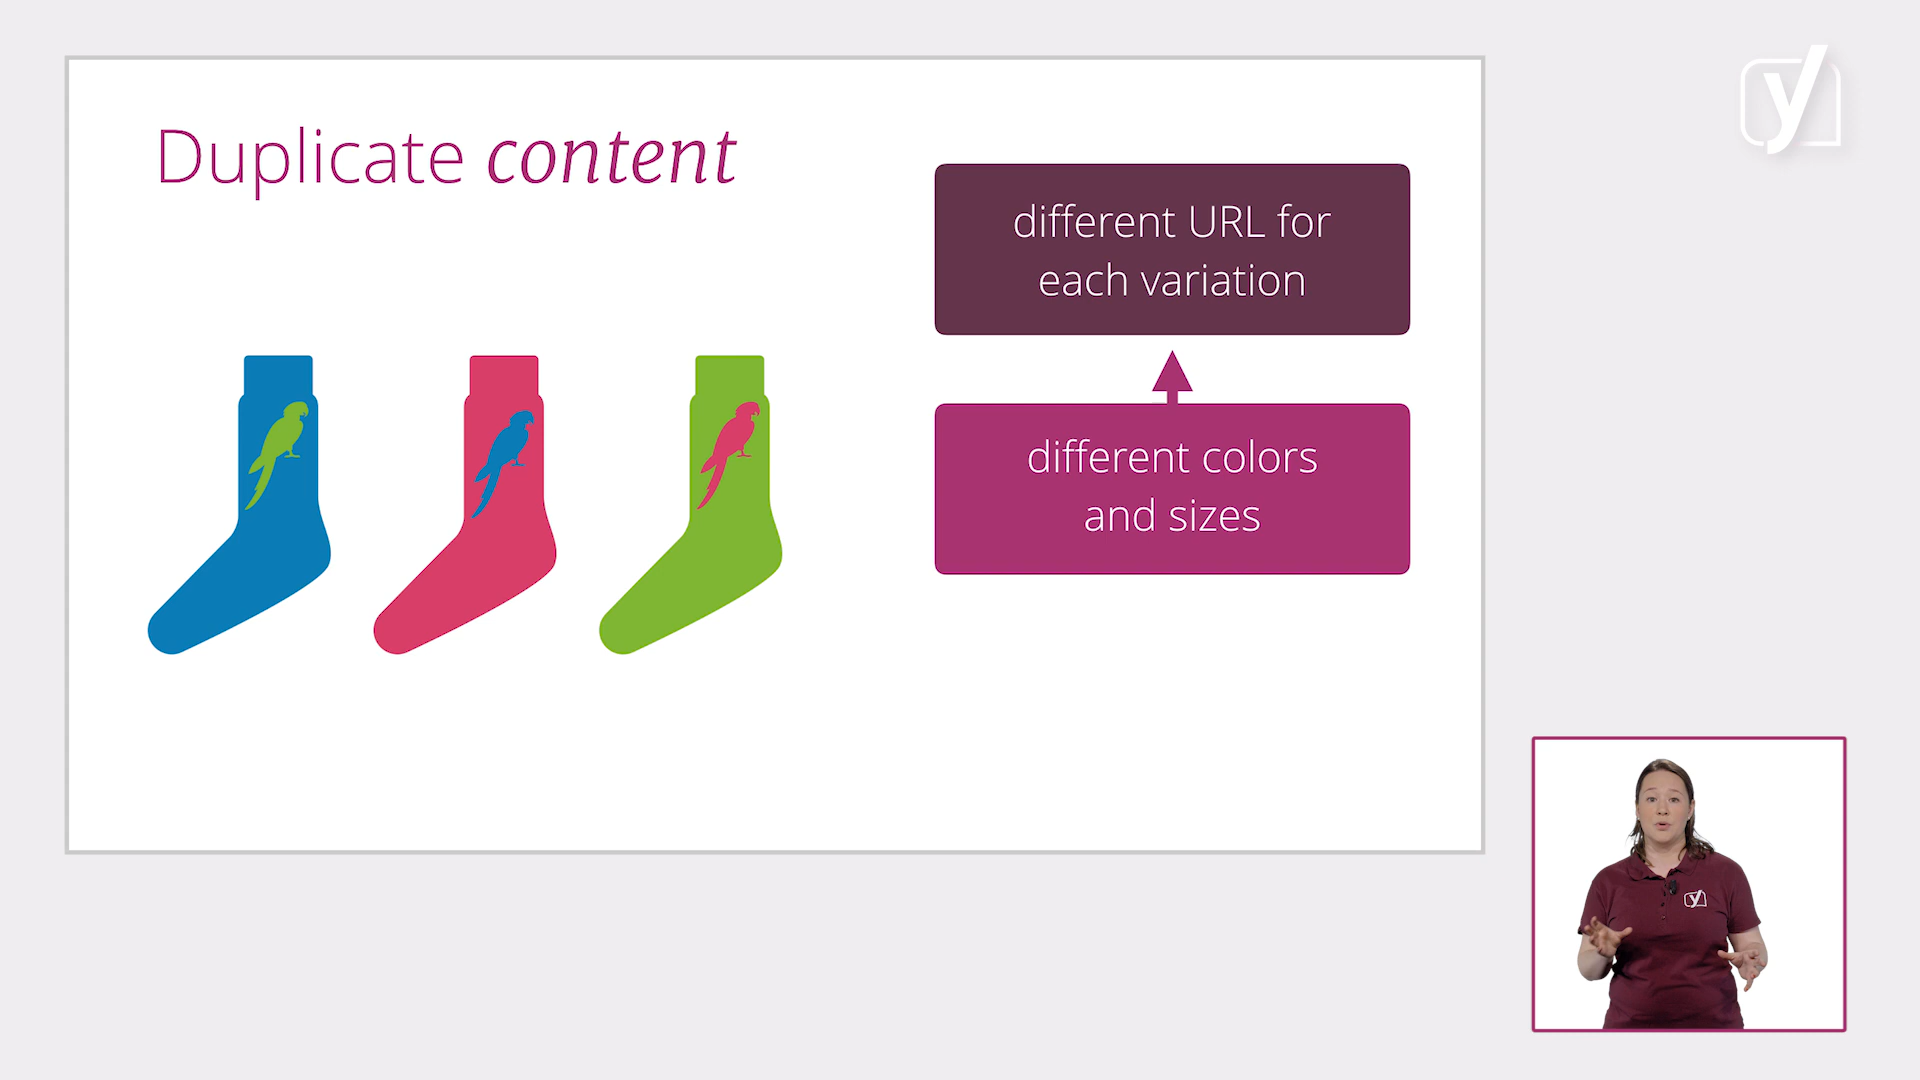 Duplicate content
different URL for
each variation
different colors
and sizes
y
y